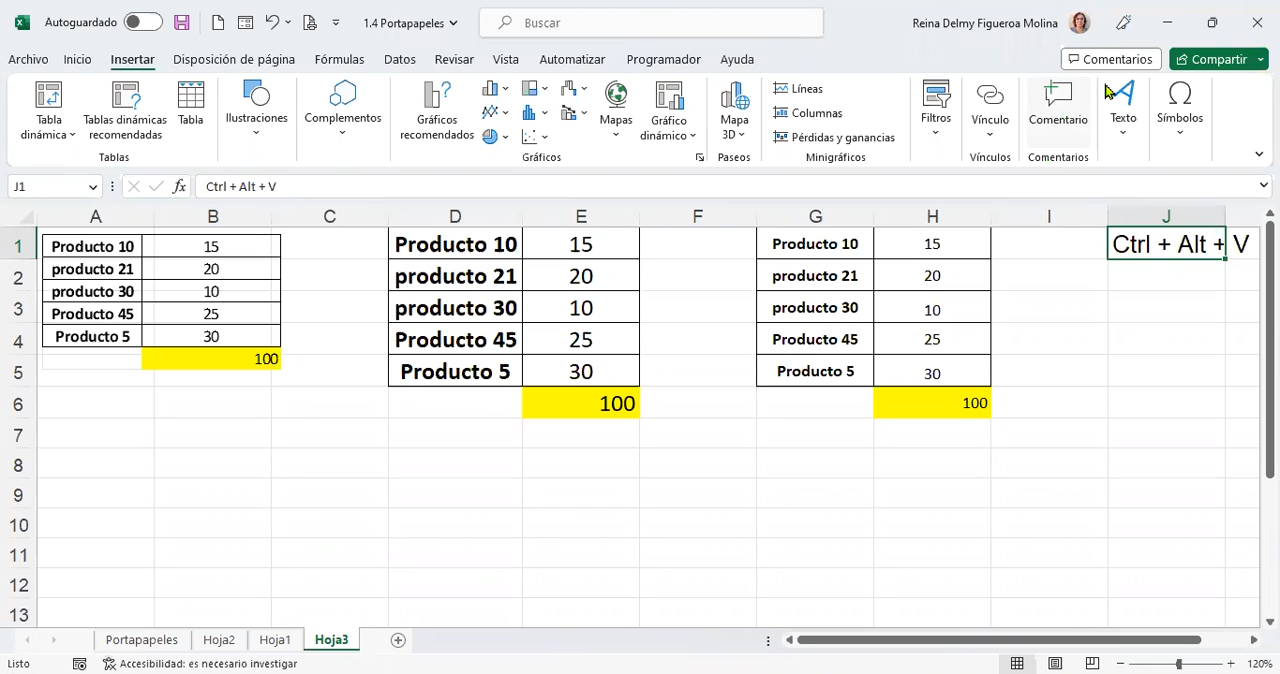 Autoguardado
1.4 Portapapeles
Buscar
Reina Delmy Figueroa Molina
Archivo Inicio Insertar Disposición de página Fórmulas Datos Revisar Vista Automatizar Programador Ayuda
Comentarios
Compartir
Tabla dinámica
Tablas dinámicas recomendadas
Tabla
Tablas
Ilustraciones
Complementos
Gráficos recomendados
Mapas
Gráfico dinámico
Gráficos
Mapa 3D
Paseos
Líneas
Columnas
Pérdidas y ganancias
Minigráficos
Filtros
Vínculo
Vínculos
Comentario
Comentarios
Texto
Símbolos
J1 fx Ctrl + Alt + V
A B C D E F G H I J
1 Producto 10 15 Producto 10 15 Producto 10 15 Ctrl + Alt + V
2 producto 21 20 producto 21 20 producto 21 20
3 producto 30 10 producto 30 10 producto 30 10
4 Producto 45 25 Producto 45 25 Producto 45 25
5 Producto 5 30 Producto 5 30 Producto 5 30
6 100 100 100
7
8
9
10
11
12
13
Portapapeles Hoja2 Hoja1 Hoja3
Listo Accesibilidad: es necesario investigar 120%